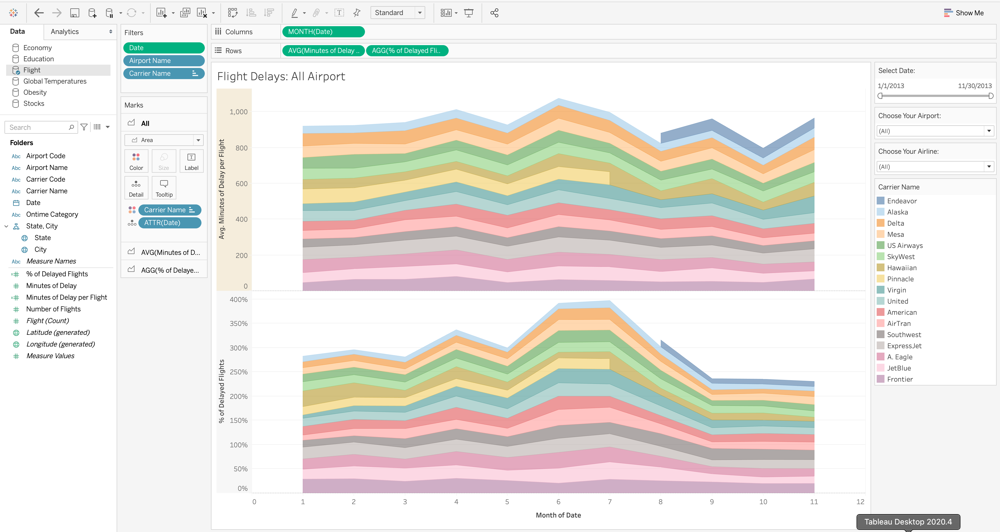 Standard
Show Me
Data
Analytics
Economy
Education
Flight
Global Temperatures
Obesity
Stocks
Search
Folders
Abc Airport Code
Abc Airport Name
Abc Carrier Code
Abc Carrier Name
Date
Abc Ontime Category
State, City
State
City
Abc Measure Names
% of Delayed Flights
Minutes of Delay
Minutes of Delay per Flight
Number of Flights
Flight (Count)
Latitude (generated)
Longitude (generated)
Measure Values
Filters
Date
Airport Name
Carrier Name
Marks
All
Area
Color
Size
Label
Detail
Tooltip
Carrier Name
ATTR(Date)
AVG(Minutes of D...
AGG(% of Delaye...
Columns
MONTH(Date)
Rows
AVG(Minutes of Delay ..
AGG(% of Delayed Fli..
Flight Delays: All Airport
Avg. Minutes of Delay per Flight
1,000
800
600
400
200
0
% of Delayed Flights
400%
350%
300%
250%
200%
150%
100%
50%
0%
0 1 2 3 4 5 6 7 8 9 10 11 12
Month of Date
Select Date:
1/1/2013 11/30/2013
Choose Your Airport:
(All)
Choose Your Airline:
(All)
Carrier Name
Endeavor
Alaska
Delta
Mesa
US Airways
SkyWest
Hawaiian
Pinnacle
Virgin
United
American
AirTran
Southwest
ExpressJet
A. Eagle
JetBlue
Frontier
Tableau Desktop 2020.4